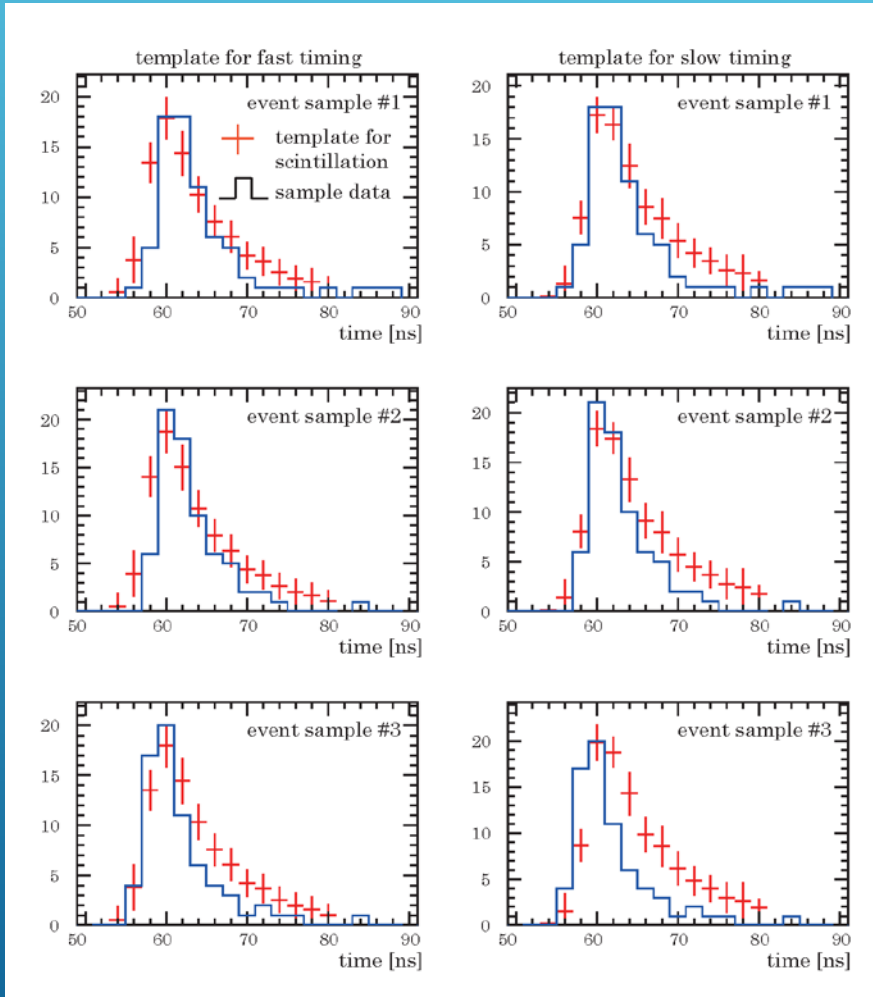 template for fast timing
20
15
10
5
0
event sample #1
template for
scintillation
sample data
50 60 70 80 90
time [ns]
template for slow timing
20
15
10
5
0
event sample #1
50 60 70 80 90
time [ns]
20
15
10
5
0
event sample #2
50 60 70 80 90
time [ns]
20
15
10
5
0
event sample #2
50 60 70 80 90
time [ns]
20
15
10
5
0
event sample #3
50 60 70 80 90
time [ns]
20
15
10
5
0
event sample #3
50 60 70 80 90
time [ns]